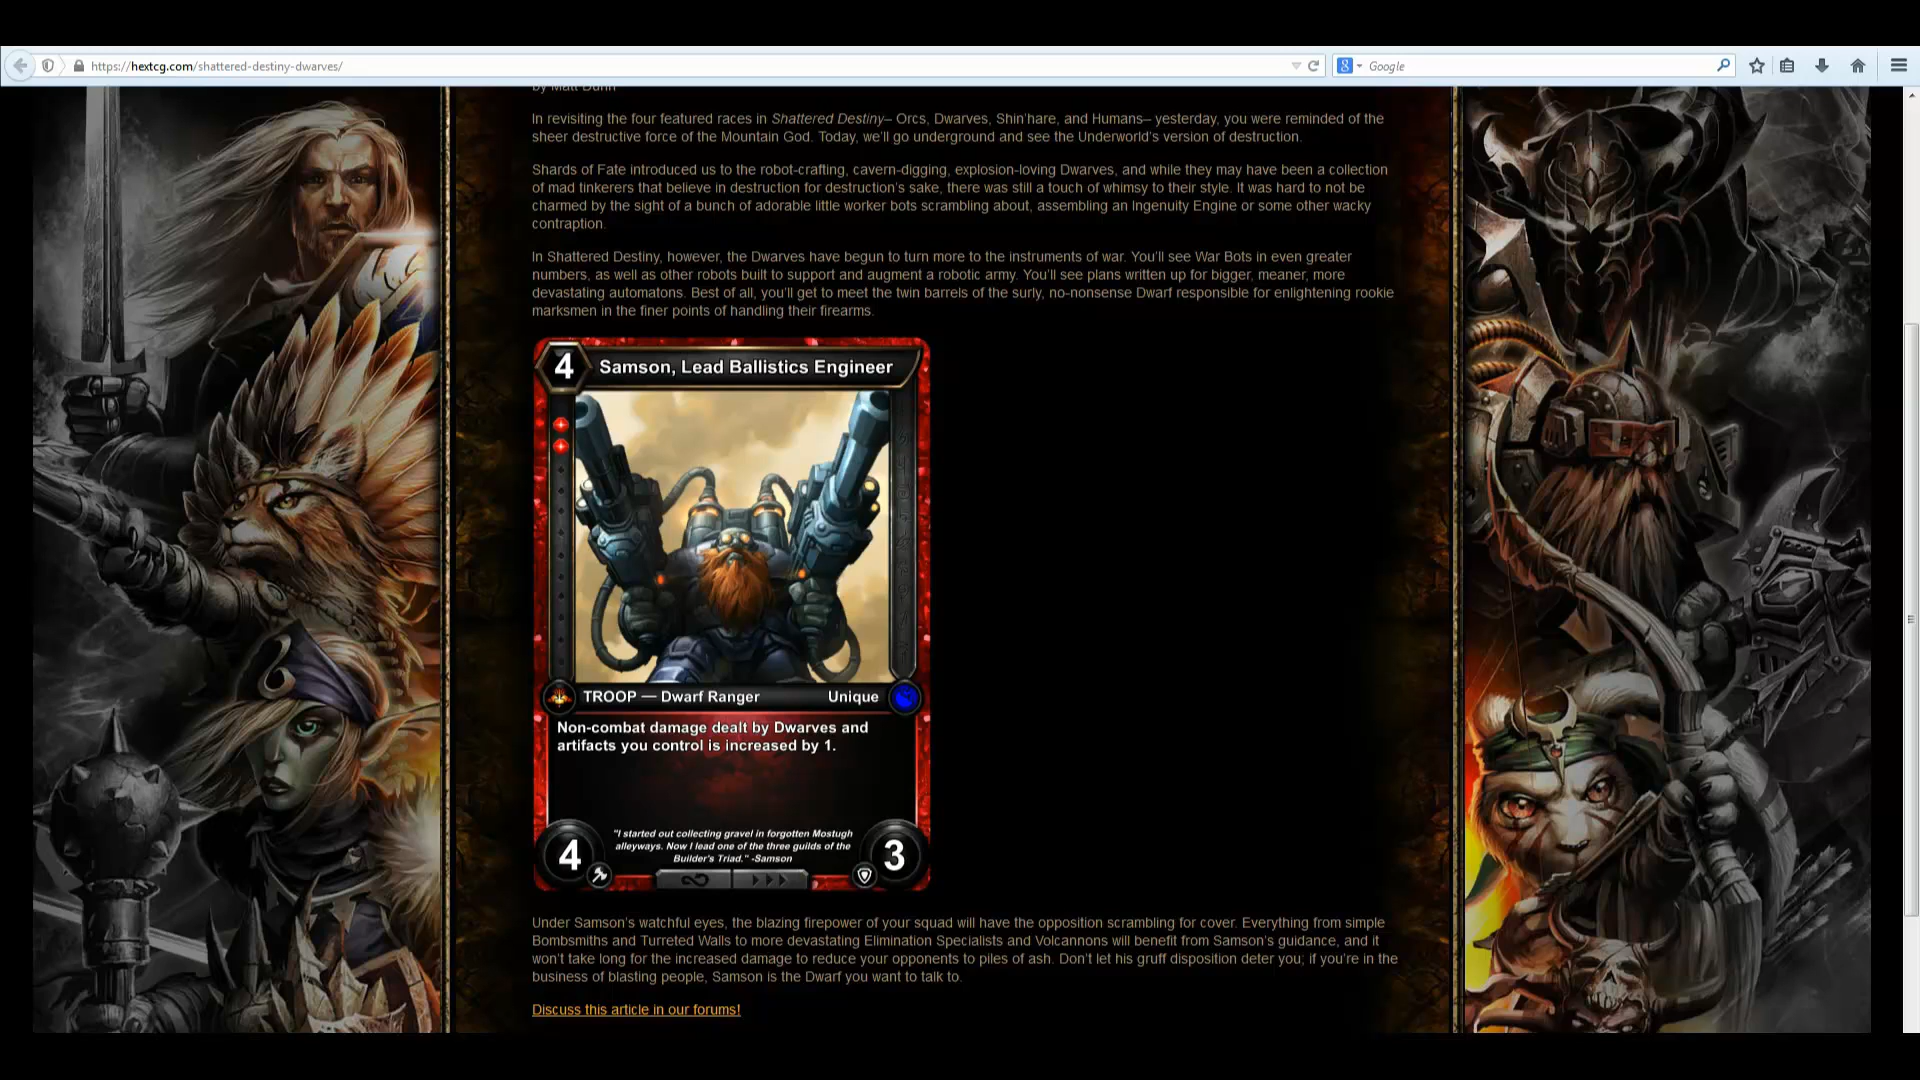 https://hextcg.com/shattered-destiny-dwarves/
Google
by Matt Dunn
In revisiting the four featured races in Shattered Destiny– Orcs, Dwarves, Shin'hare, and Humans– yesterday, you were reminded of the
sheer destructive force of the Mountain God. Today, we'll go underground and see the Underworld's version of destruction.
Shards of Fate introduced us to the robot-crafting, cavern-digging, explosion-loving Dwarves, and while they may have been a collection
of mad tinkerers that believe in destruction for destruction's sake, there was still a touch of whimsy to their style. It was hard to not be
charmed by the sight of a bunch of adorable little worker bots scrambling about, assembling an Ingenuity Engine or some other wacky
contraption.
In Shattered Destiny, however, the Dwarves have begun to turn more to the instruments of war. You'll see War Bots in even greater
numbers, as well as other robots built to support and augment a robotic army. You'll see plans written up for bigger, meaner, more
devastating automatons. Best of all, you'll get to meet the twin barrels of the surly, no-nonsense Dwarf responsible for enlightening rookie
marksmen in the finer points of handling their firearms.
4 Samson, Lead Ballistics Engineer
TROOP — Dwarf Ranger Unique
Non-combat damage dealt by Dwarves and
artifacts you control is increased by 1.
"I started out collecting gravel in forgotten Mostugh
alleyways. Now I lead one of the three guilds of the
Builder's Triad." -Samson
4 3
Under Samson's watchful eyes, the blazing firepower of your squad will have the opposition scrambling for cover. Everything from simple
Bombsmiths and Turreted Walls to more devastating Elimination Specialists and Volcannons will benefit from Samson's guidance, and it
won't take long for the increased damage to reduce your opponents to piles of ash. Don't let his gruff disposition deter you; if you're in the
business of blasting people, Samson is the Dwarf you want to talk to.
Discuss this article in our forums!